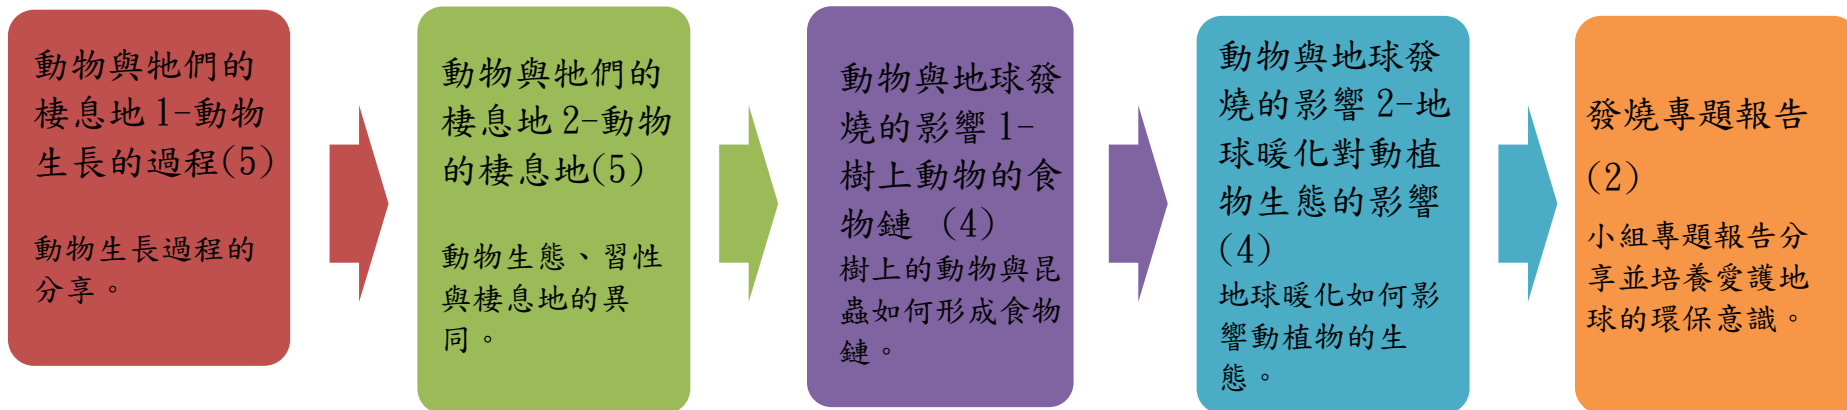 動物與牠們的
棲息地 1-動物
生長的過程(5)
動物生長過程的
分享。
動物與牠們的
棲息地 2-動物
的棲息地(5)
動物生態、習性
與棲息地的異
同。
動物與地球發
燒的影響 1-
樹上動物的食
物鏈 (4)
樹上的動物與昆
蟲如何形成食物
鏈。
動物與地球發
燒的影響 2-地
球暖化對動植
物生態的影響
(4)
地球暖化如何影
響動植物的生
態。
發燒專題報告
(2)
小組專題報告分
享並培養愛護地
球的環保意識。